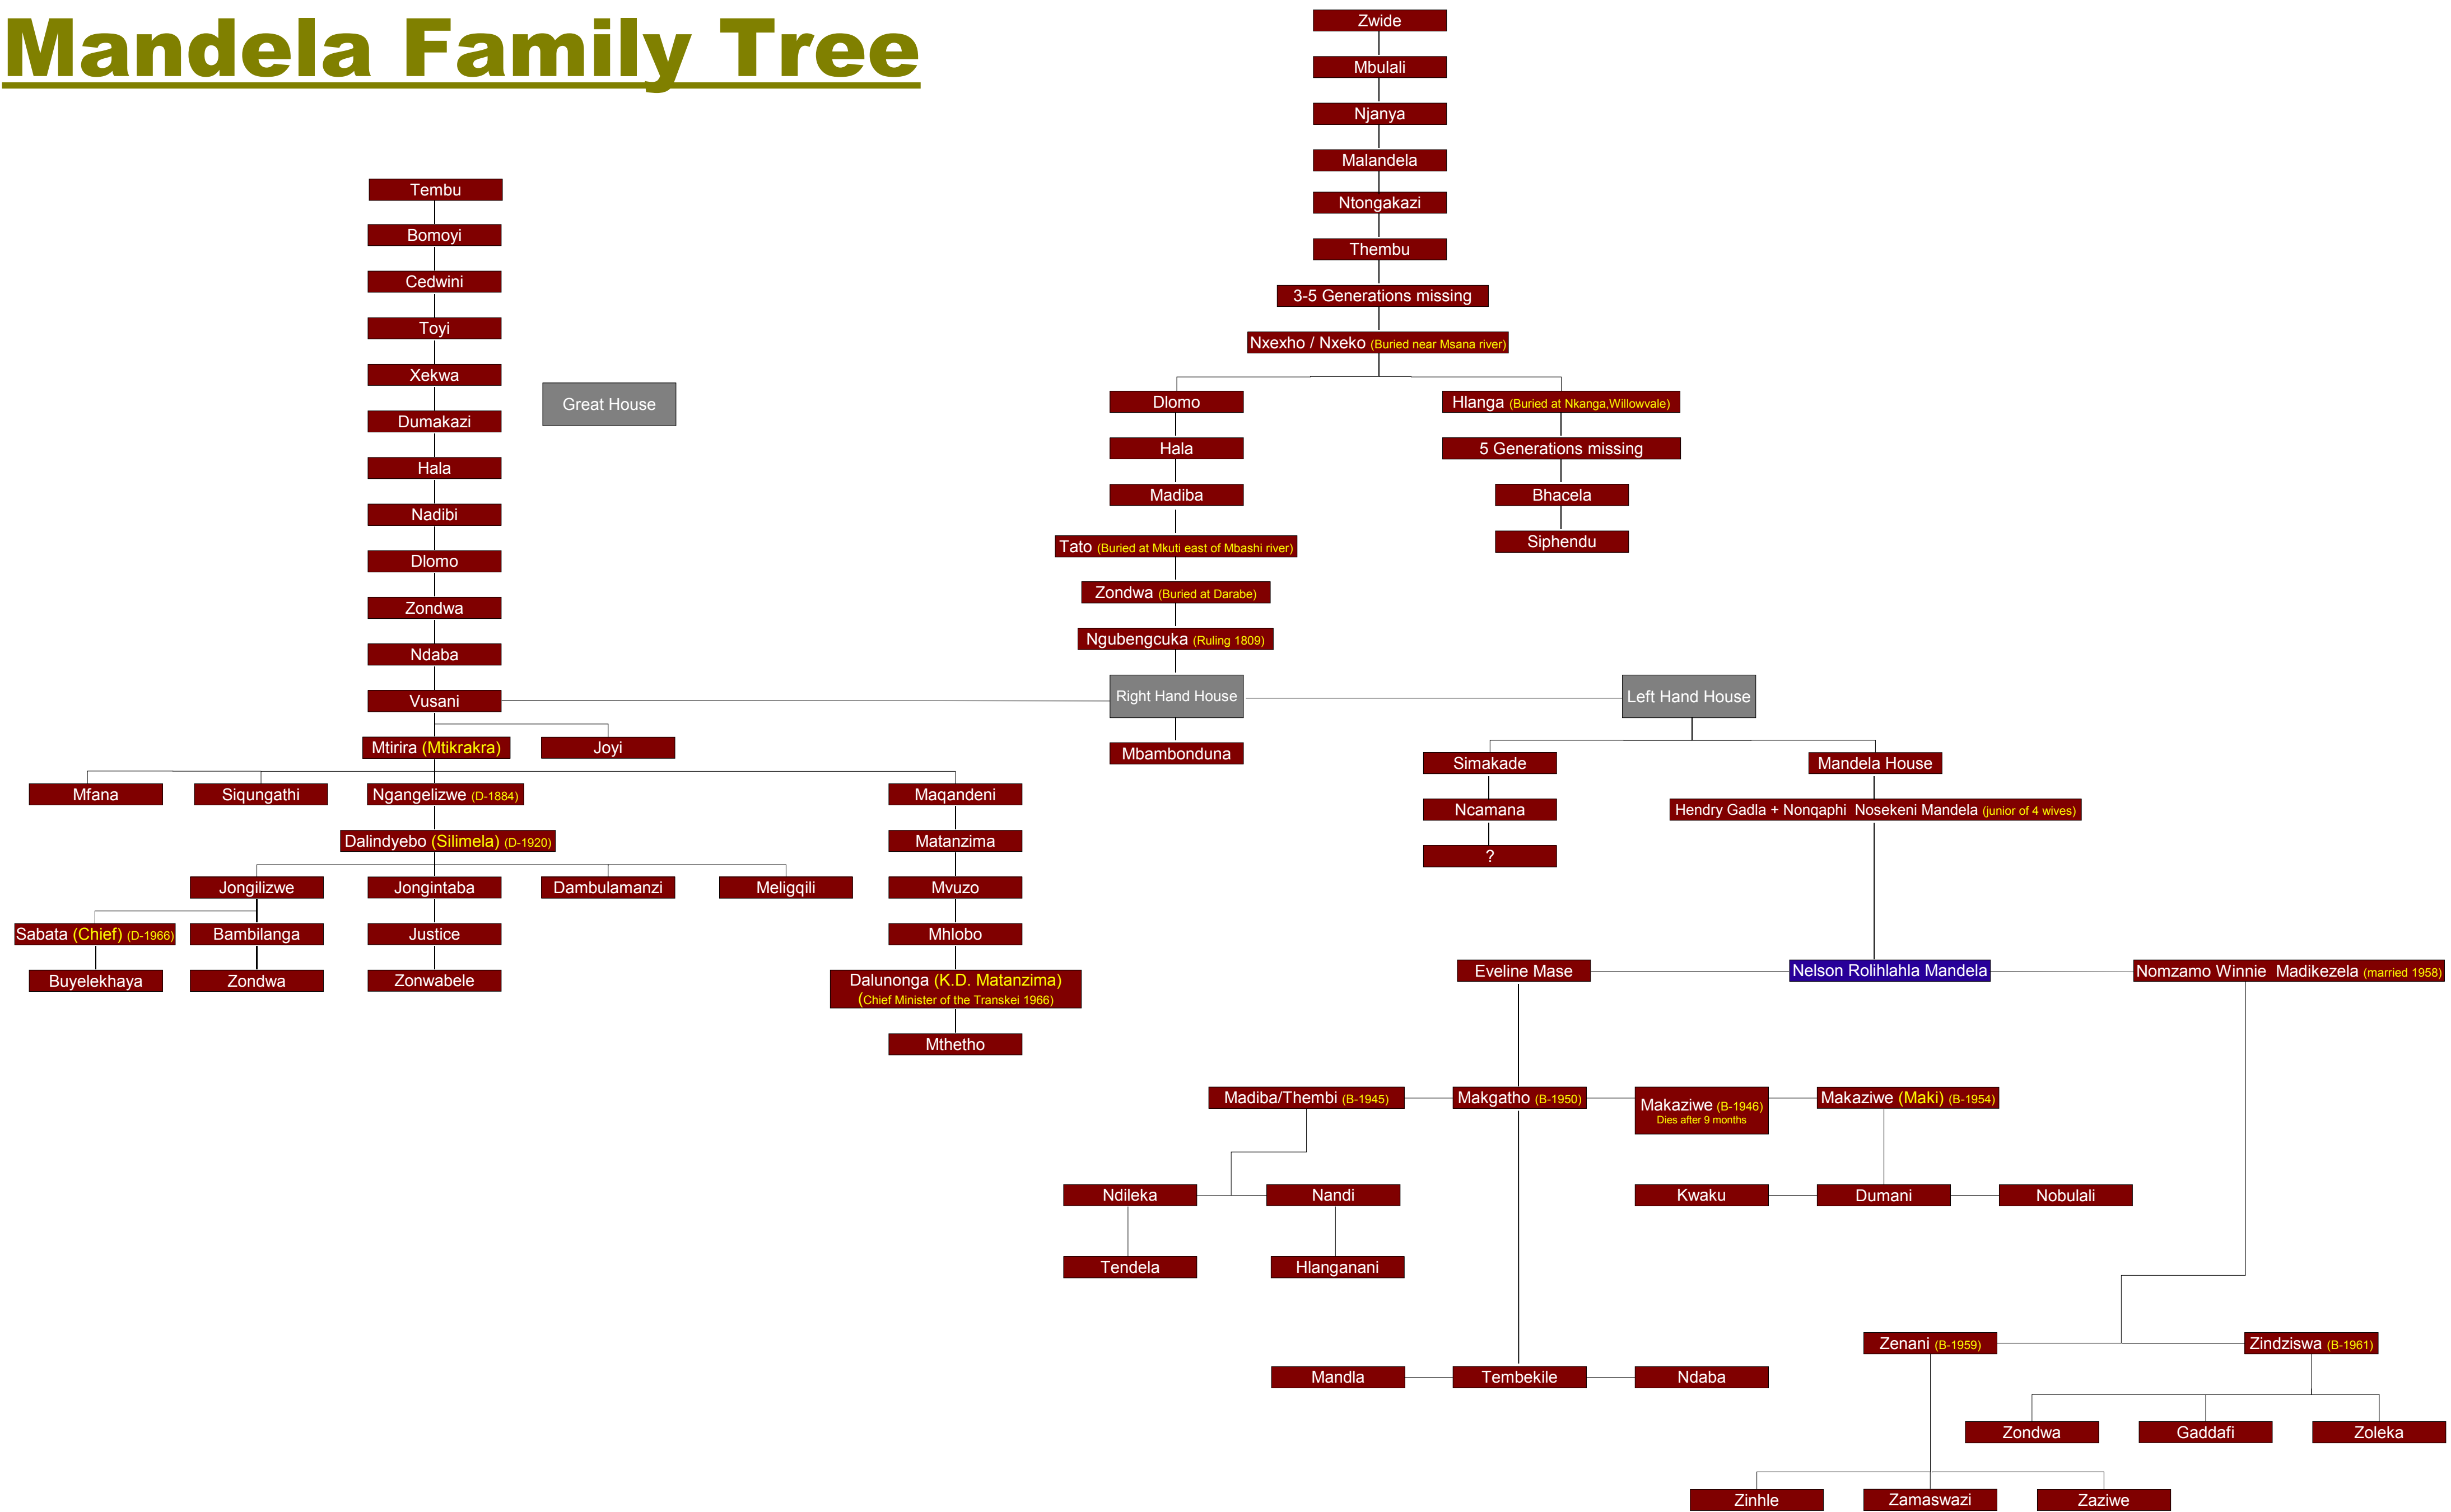 Mandela Family Tree
Zwide
Mbulali
Njanya
Malandela
Ntongakazi
Thembu
3-5 Generations missing
Nxexho / Nxeko (Buried near Msana river)
Dlomo
Hala
Madiba
Tato (Buried at Mkuti east of Mbashi river)
Zondwa (Buried at Darabe)
Ngubengcuka (Ruling 1809)
Hlanga (Buried at Nkanga,Willowvale)
5 Generations missing
Bhacela
Siphendu
Tembu
Bomoyi
Cedwini
Toyi
Xekwa
Dumakazi
Hala
Nadibi
Dlomo
Zondwa
Ndaba
Vusani
Great House
Right Hand House
Left Hand House
Mtirira (Mtikrakra)
Joyi
Mfana
Siqungathi
Ngangelizwe (D-1884)
Maqandeni
Dalindyebo (Silimela) (D-1920)
Matanzima
Jongilizwe
Jongintaba
Dambulamanzi
Meligqili
Mvuzo
Sabata (Chief) (D-1966)
Bambilanga
Justice
Mhlobo
Buyelekhaya
Zondwa
Zonwabele
Dalunonga (K.D. Matanzima)
(Chief Minister of the Transkei 1966)
Mthetho
Mbambonduna
Simakade
Mandela House
Ncamana
Hendry Gadla + Nonqaphi Nosekeni Mandela (junior of 4 wives)
?
Eveline Mase
Nelson Rolihlahla Mandela
Nomzamo Winnie Madikezela (married 1958)
Madiba/Thembi (B-1945)
Makgatho (B-1950)
Makaziwe (B-1946)
Dies after 9 months
Makaziwe (Maki) (B-1954)
Ndileka
Nandi
Kwaku
Dumani
Nobulali
Tendela
Hlanganani
Zenani (B-1959)
Zindziswa (B-1961)
Mandla
Tembekile
Ndaba
Zondwa
Gaddafi
Zoleka
Zinhle
Zamaswazi
Zaziwe